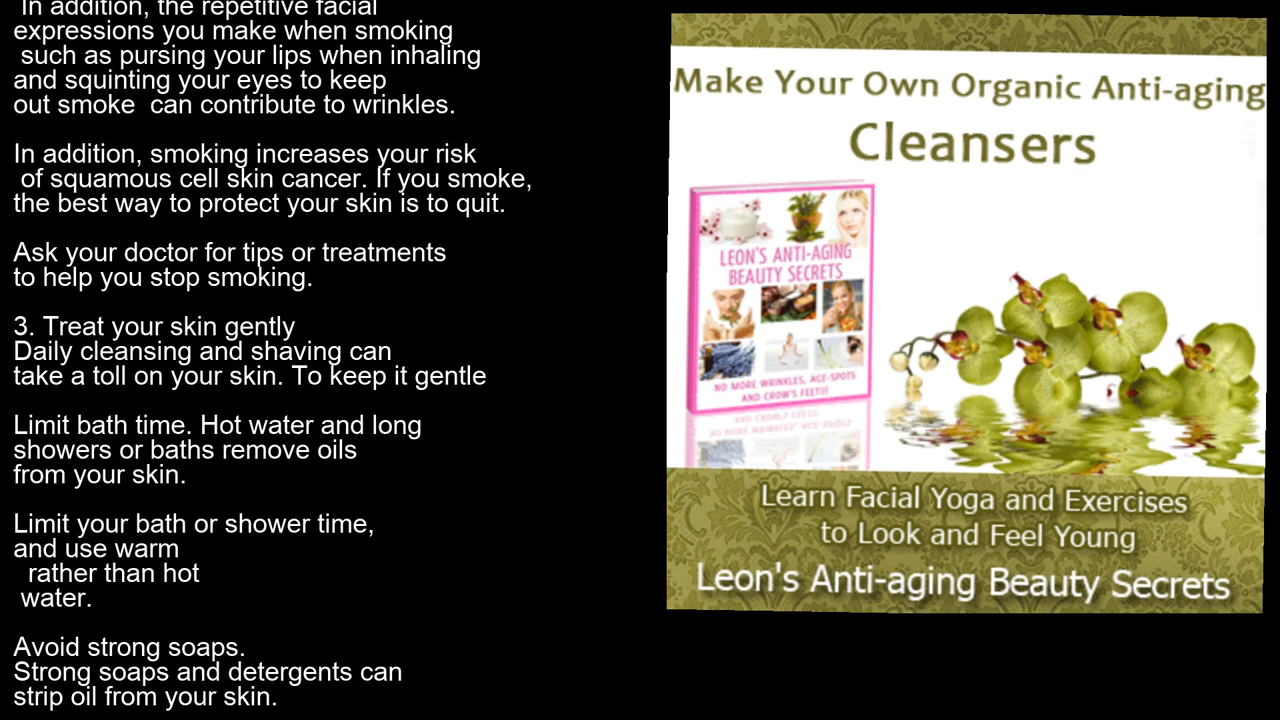 In addition, the repetitive facial
expressions you make when smoking
such as pursing your lips when inhaling
and squinting your eyes to keep
out smoke  can contribute to wrinkles.
In addition, smoking increases your risk
of squamous cell skin cancer. If you smoke,
the best way to protect your skin is to quit.
Ask your doctor for tips or treatments
to help you stop smoking.
3. Treat your skin gently
Daily cleansing and shaving can
take a toll on your skin. To keep it gentle
Limit bath time. Hot water and long
showers or baths remove oils
from your skin.
Limit your bath or shower time,
and use warm
rather than hot
water.
Avoid strong soaps.
Strong soaps and detergents can
strip oil from your skin.
Make Your Own Organic Anti-aging
Cleansers
LEON'S ANTI-AGING
BEAUTY SECRETS
NO MORE WRINKLES, AGE-SPOTS
AND CROW'S FEET!!!
Learn Facial Yoga and Exercises
to Look and Feel Young
Leon's Anti-aging Beauty Secrets